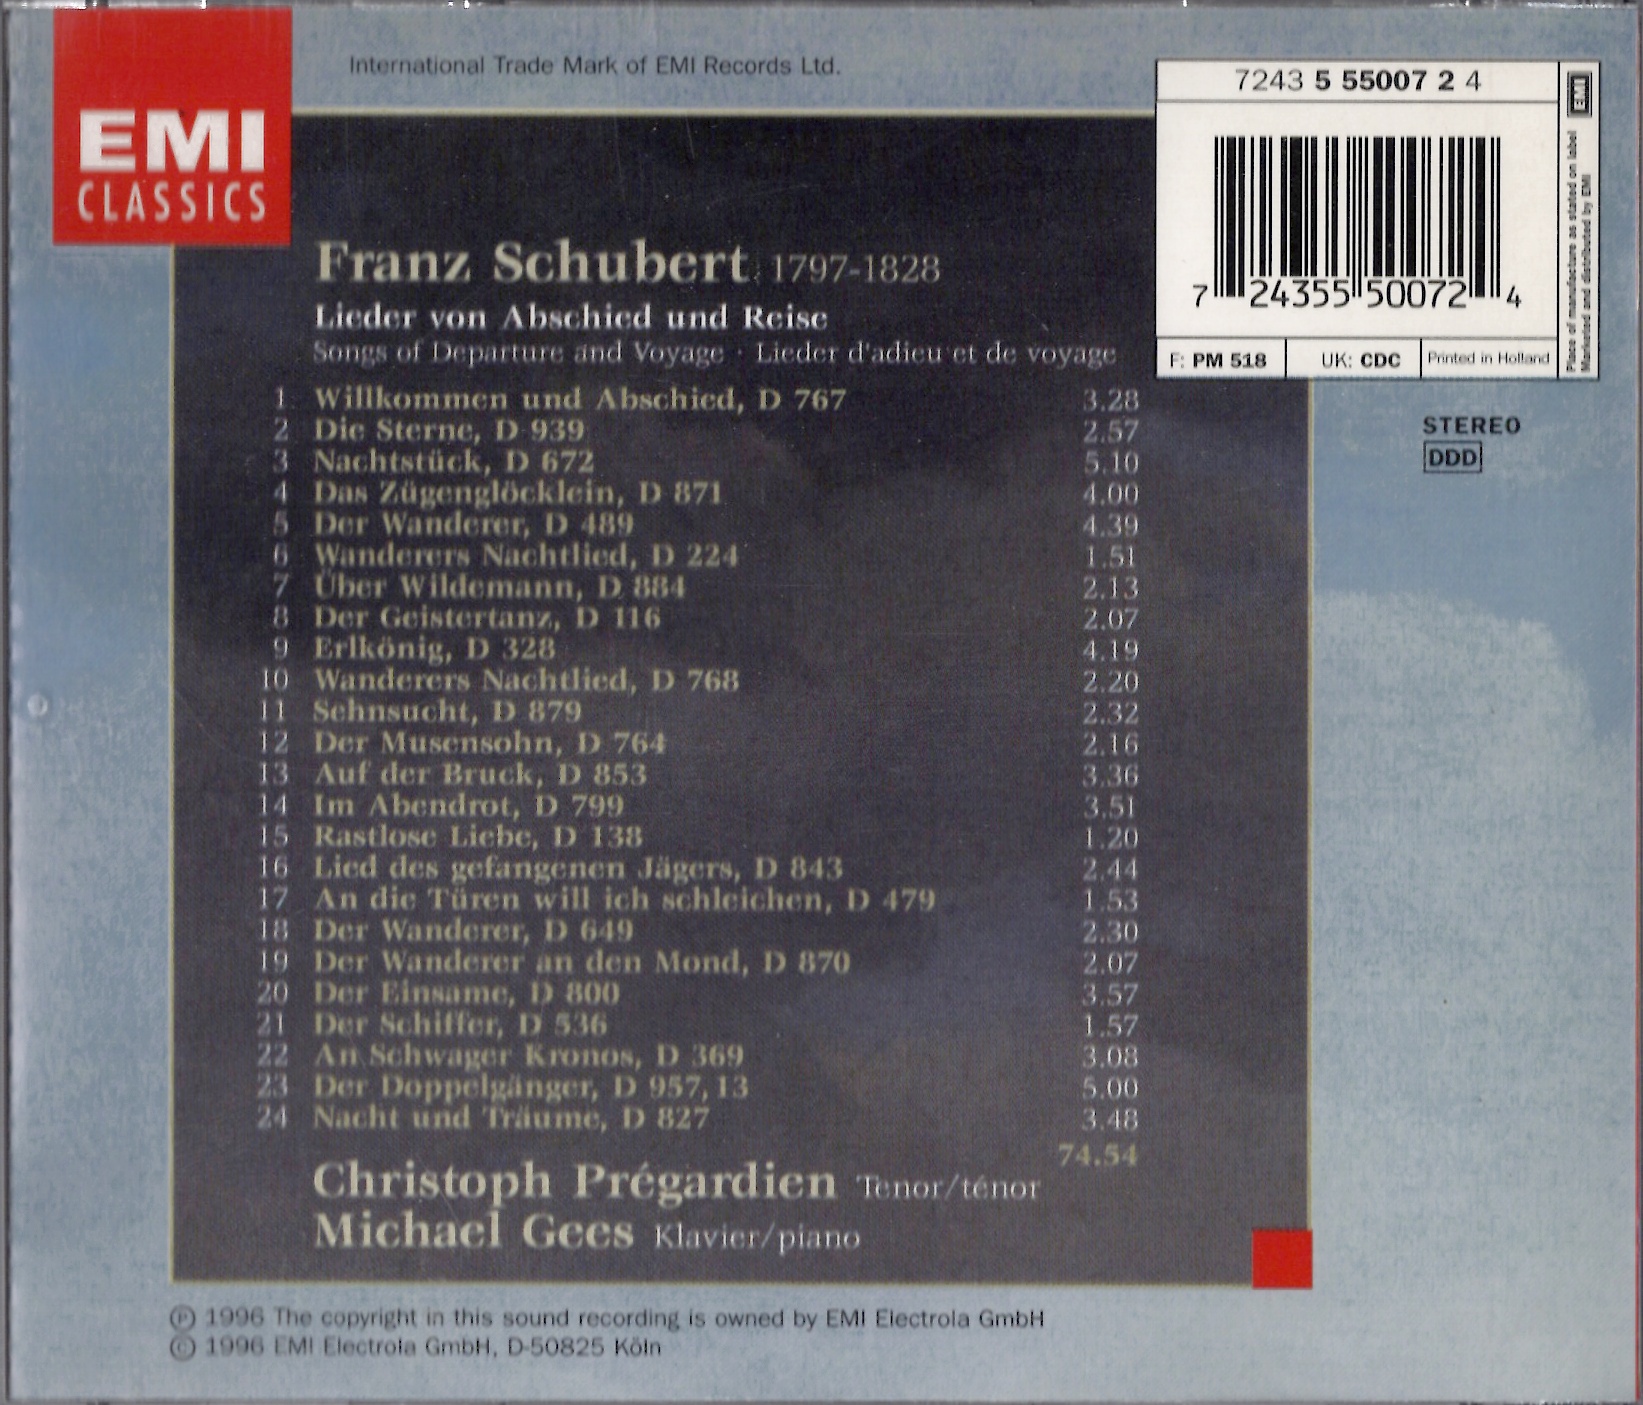 International Trade Mark of EMI Records Ltd.
EMI
CLASSICS
7243 5 55007 2 4
7 24355 50072 4
F: PM 518
UK: CDC
Printed in Holland
EMI
Place of manufacture as stated on label
Marketed and distributed by EMI
STEREO
DDD
Franz Schubert 1797-1828
Lieder von Abschied und Reise
Songs of Departure and Voyage · Lieder d'adieu et de voyage
1 Willkommen und Abschied, D 767 3.28
2 Die Sterne, D 939 2.57
3 Nachtstück, D 672 5.10
4 Das Zügenglöcklein, D 871 4.00
5 Der Wanderer, D 489 4.39
6 Wanderers Nachtlied, D 224 1.51
7 Über Wildemann, D 884 2.13
8 Der Geistertanz, D 116 2.07
9 Erlkönig, D 328 4.19
10 Wanderers Nachtlied, D 768 2.20
11 Sehnsucht, D 879 2.32
12 Der Musensohn, D 764 2.16
13 Auf der Bruck, D 853 3.36
14 Im Abendrot, D 799 3.51
15 Rastlose Liebe, D 138 1.20
16 Lied des gefangenen Jägers, D 843 2.44
17 An die Türen will ich schleichen, D 479 1.53
18 Der Wanderer, D 649 2.30
19 Der Wanderer an den Mond, D 870 2.07
20 Der Einsame, D 800 3.57
21 Der Schiffer, D 536 1.57
22 An Schwager Kronos, D 369 3.08
23 Der Doppelgänger, D 957,13 5.00
24 Nacht und Träume, D 827 3.48
74.54
Christoph Prégardien Tenor/ténor
Michael Gees Klavier/piano
℗ 1996 The copyright in this sound recording is owned by EMI Electrola GmbH
© 1996 EMI Electrola GmbH, D-50825 Köln